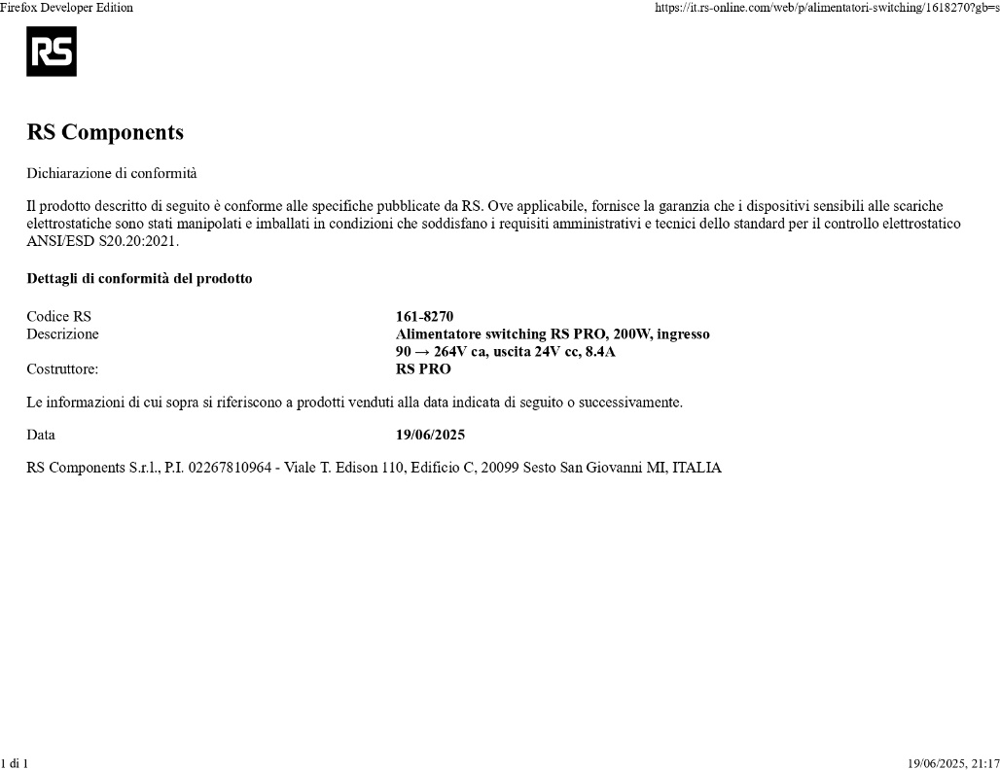 Firefox Developer Edition
https://it.rs-online.com/web/p/alimentatori-switching/1618270?gb=s
RS
RS Components
Dichiarazione di conformità
Il prodotto descritto di seguito è conforme alle specifiche pubblicate da RS. Ove applicabile, fornisce la garanzia che i dispositivi sensibili alle scariche
elettrostatiche sono stati manipolati e imballati in condizioni che soddisfano i requisiti amministrativi e tecnici dello standard per il controllo elettrostatico
ANSI/ESD S20.20:2021.
Dettagli di conformità del prodotto
Codice RS 161-8270
Descrizione Alimentatore switching RS PRO, 200W, ingresso
90 → 264V ca, uscita 24V cc, 8.4A
Costruttore: RS PRO
Le informazioni di cui sopra si riferiscono a prodotti venduti alla data indicata di seguito o successivamente.
Data 19/06/2025
RS Components S.r.l., P.I. 02267810964 - Viale T. Edison 110, Edificio C, 20099 Sesto San Giovanni MI, ITALIA
1 di 1
19/06/2025, 21:17